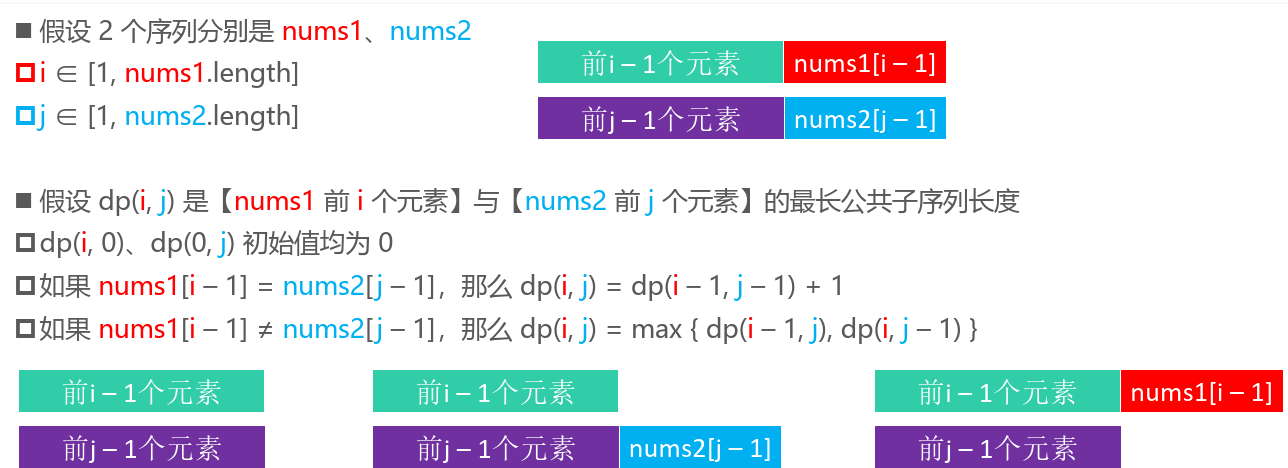 假设 2 个序列分别是 nums1、nums2
i ∈ [1, nums1.length]
j ∈ [1, nums2.length]
前i – 1个元素 nums1[i – 1]
前j – 1个元素 nums2[j – 1]
假设 dp(i, j) 是【nums1 前 i 个元素】与【nums2 前 j 个元素】的最长公共子序列长度
dp(i, 0)、dp(0, j) 初始值均为 0
如果 nums1[i – 1] = nums2[j – 1]，那么 dp(i, j) = dp(i – 1, j – 1) + 1
如果 nums1[i – 1] ≠ nums2[j – 1]，那么 dp(i, j) = max { dp(i – 1, j), dp(i, j – 1) }
前i – 1个元素 前i – 1个元素 前i – 1个元素 nums1[i – 1]
前j – 1个元素 前j – 1个元素 nums2[j – 1] 前j – 1个元素